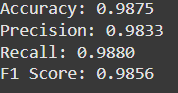 Accuracy: 0.9875
Precision: 0.9833
Recall: 0.9880
F1 Score: 0.9856